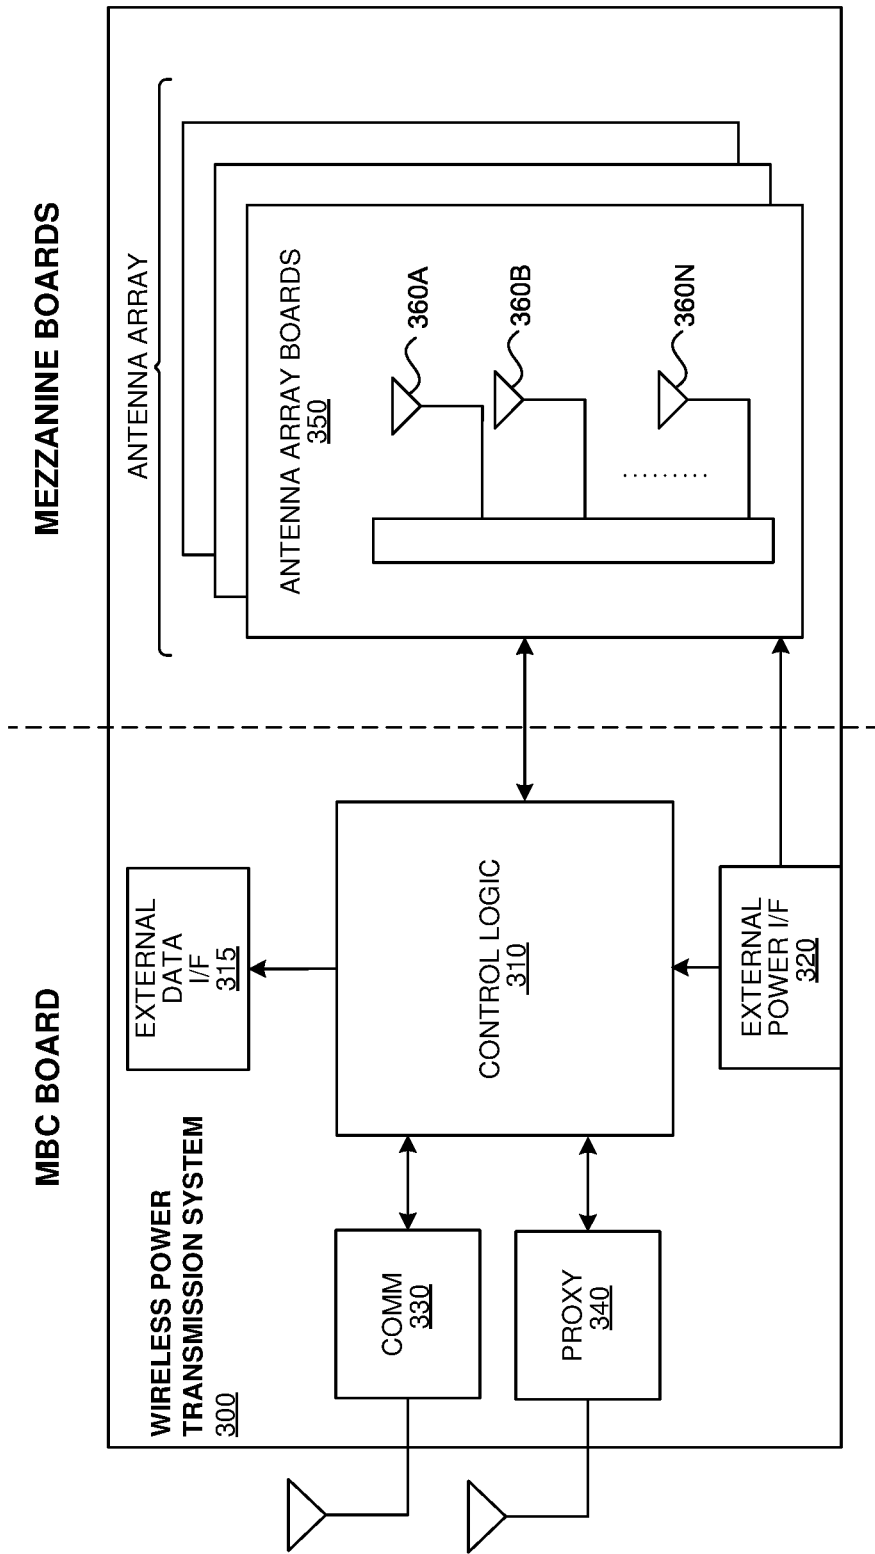 MBC BOARD
MEZZANINE BOARDS
WIRELESS POWER
TRANSMISSION SYSTEM
300
EXTERNAL
DATA
I/F
315
ANTENNA ARRAY
COMM
330
PROXY
340
CONTROL LOGIC
310
EXTERNAL
POWER I/F
320
ANTENNA ARRAY BOARDS
350
360A
360B
.........
360N